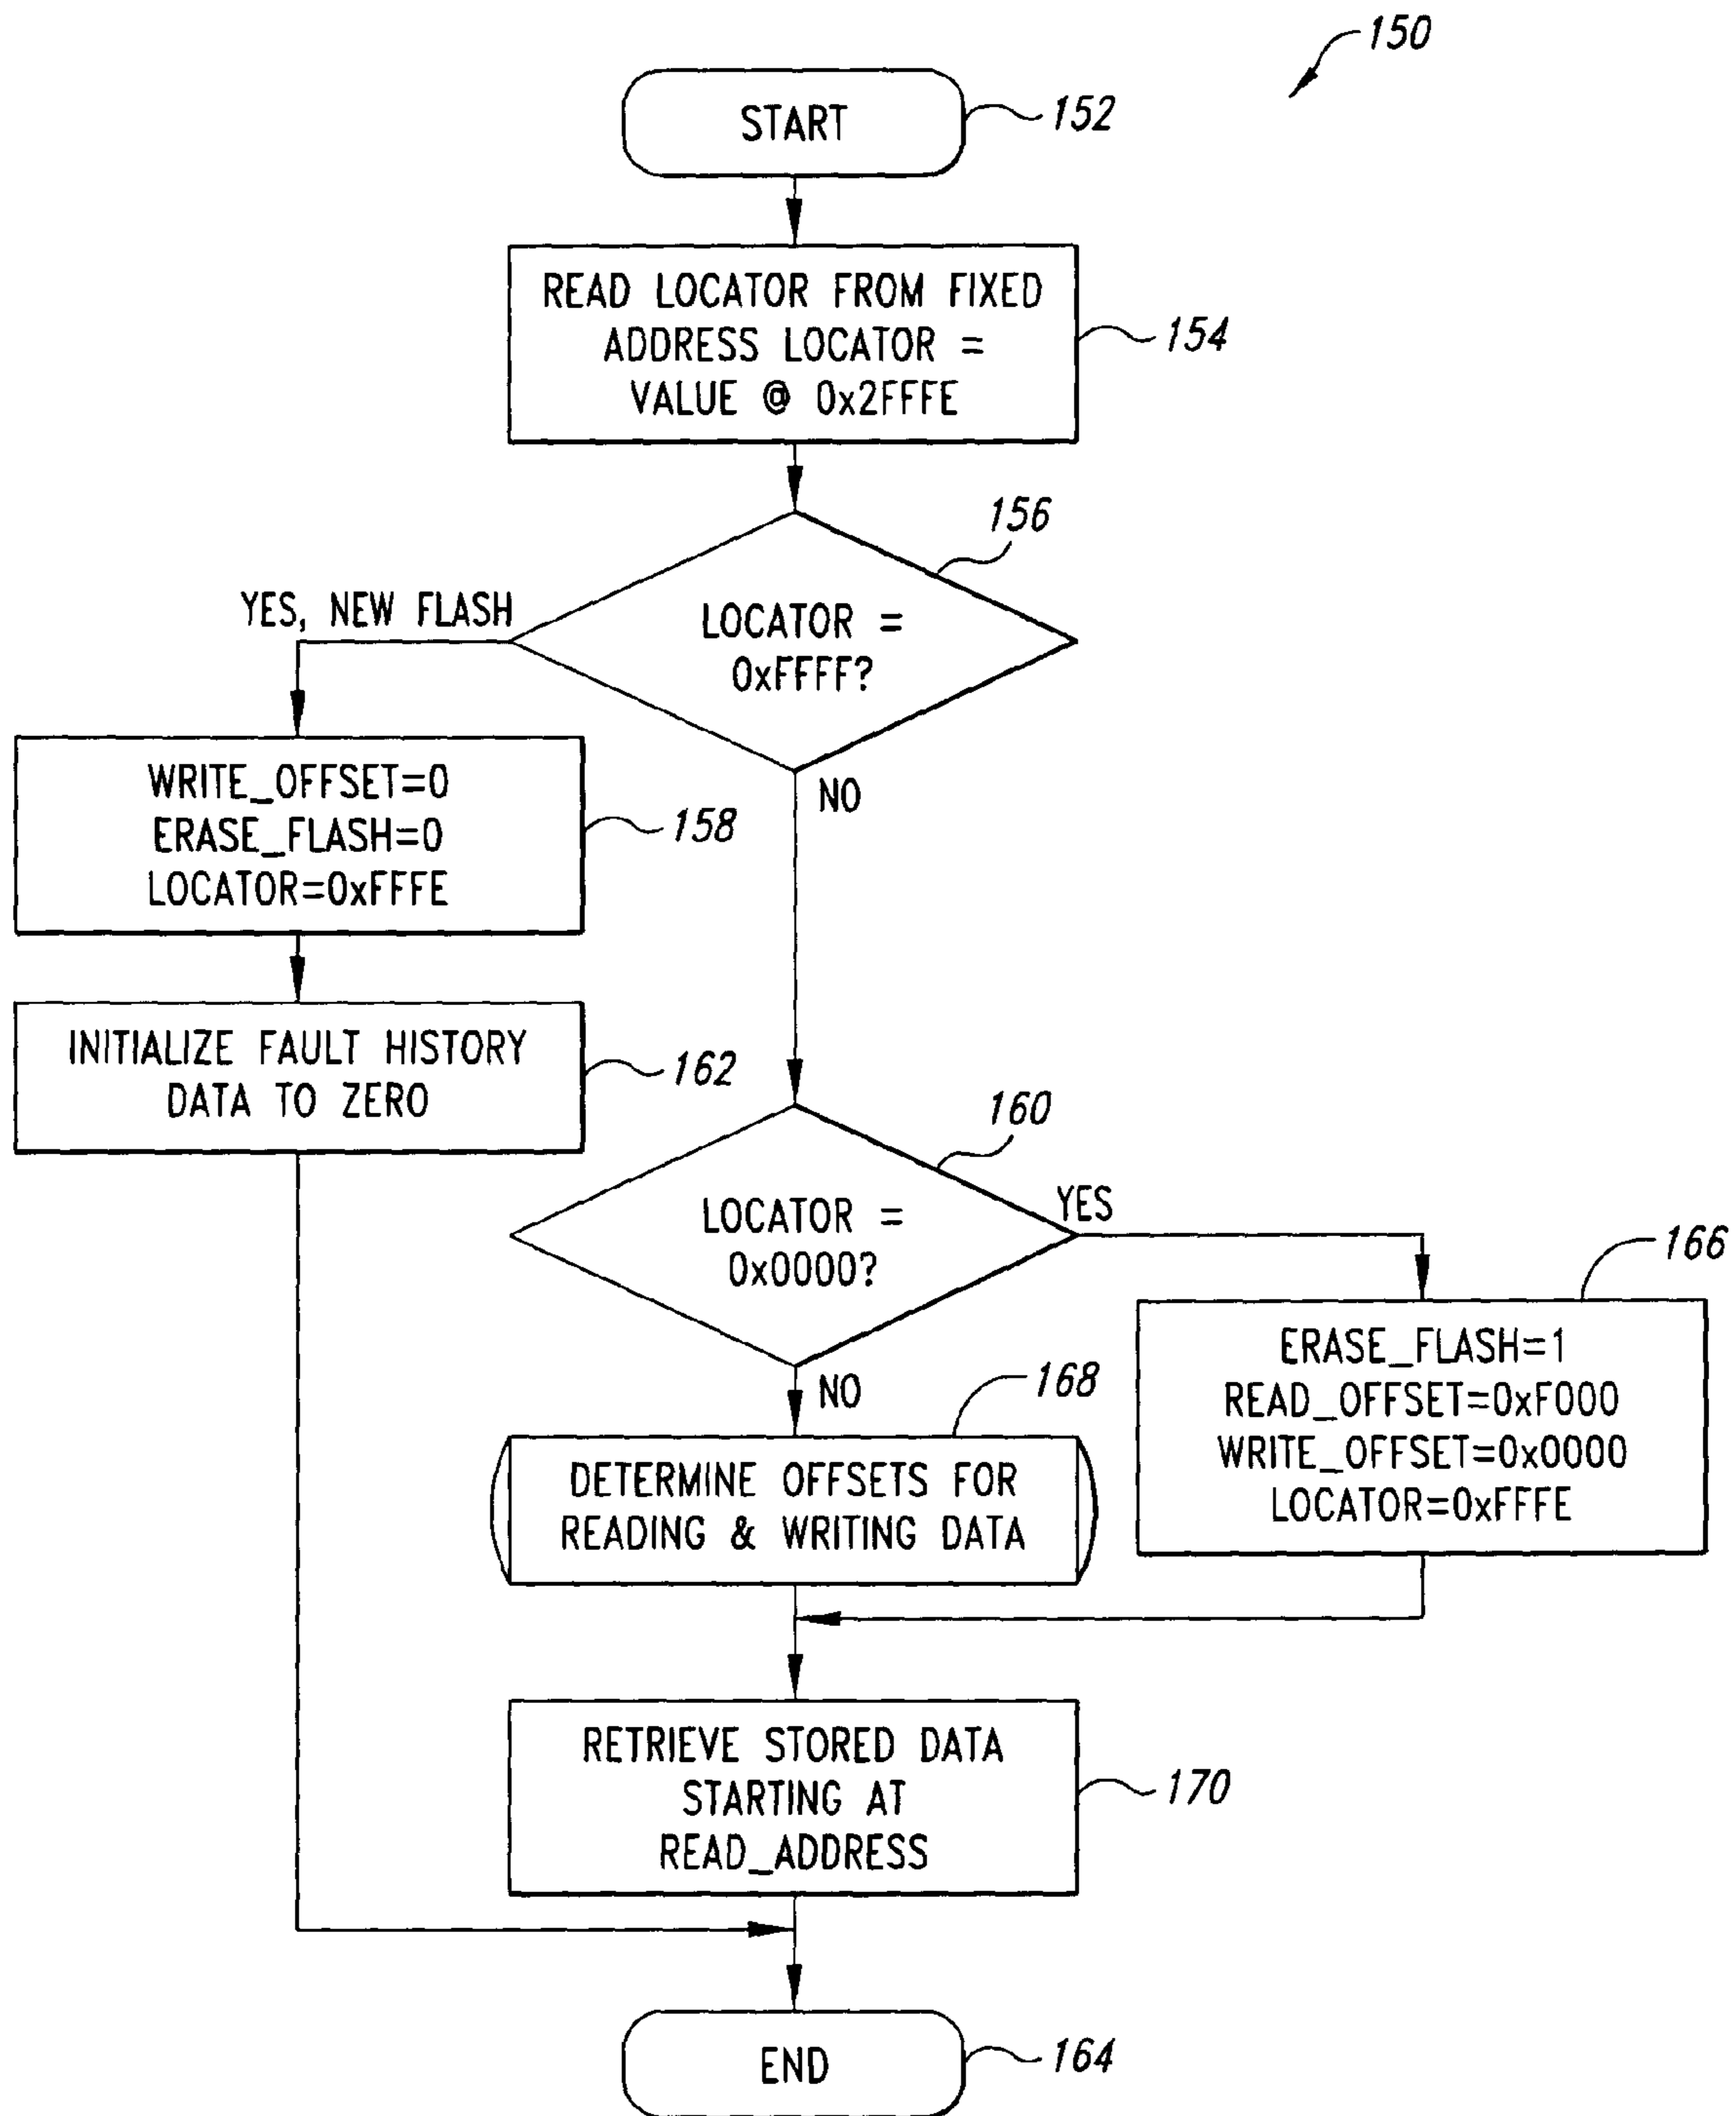 150
START
152
READ LOCATOR FROM FIXED
ADDRESS LOCATOR =
VALUE @ 0x2FFFE
154
156
LOCATOR =
0xFFFF?
YES, NEW FLASH
NO
WRITE_OFFSET=0
ERASE_FLASH=0
LOCATOR=0xFFFE
158
INITIALIZE FAULT HISTORY
DATA TO ZERO
162
160
LOCATOR =
0x0000?
YES
NO
166
ERASE_FLASH=1
READ_OFFSET=0xF000
WRITE_OFFSET=0x0000
LOCATOR=0xFFFE
168
DETERMINE OFFSETS FOR
READING & WRITING DATA
RETRIEVE STORED DATA
STARTING AT
READ_ADDRESS
170
END
164